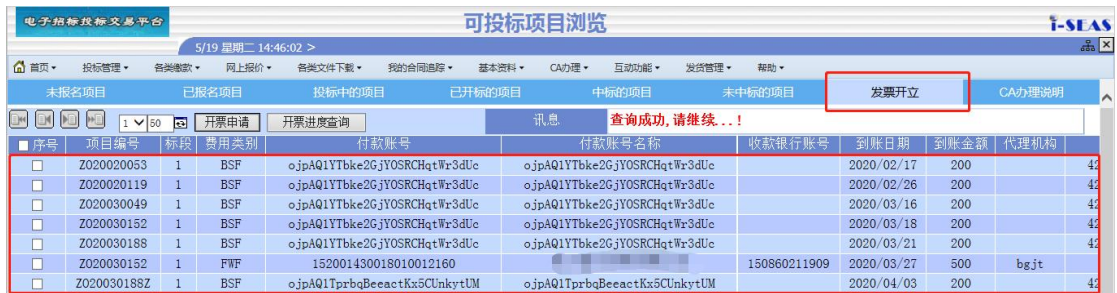 电子招标投标交易平台 可投标项目浏览 i-SEAS
5/19 星期二 14:46:02 >
首页 投标管理 各类缴款 网上报价 各类文件下载 我的合同追踪 基本资料 CA办理 互动功能 发货管理 帮助
未报名项目 已报名项目 投标中的项目 已开标的项目 中标的项目 未中标的项目 发票开立 CA办理说明
1 50 开票申请 开票进度查询 讯息 查询成功,请继续...!
序号 项目编号 标段 费用类别 付款账号 付款账号名称 收款银行账号 到账日期 到账金额 代理机构
Z020020053 1 BSF ojpAQ1YTbke2GjYOSRCHqtWr3dUc ojpAQ1YTbke2GjYOSRCHqtWr3dUc 2020/02/17 200 42
Z020020119 1 BSF ojpAQ1YTbke2GjYOSRCHqtWr3dUc ojpAQ1YTbke2GjYOSRCHqtWr3dUc 2020/02/26 200 42
Z020030049 1 BSF ojpAQ1YTbke2GjYOSRCHqtWr3dUc ojpAQ1YTbke2GjYOSRCHqtWr3dUc 2020/03/16 200 42
Z020030152 1 BSF ojpAQ1YTbke2GjYOSRCHqtWr3dUc ojpAQ1YTbke2GjYOSRCHqtWr3dUc 2020/03/18 200 42
Z020030188 1 BSF ojpAQ1YTbke2GjYOSRCHqtWr3dUc ojpAQ1YTbke2GjYOSRCHqtWr3dUc 2020/03/21 200 42
Z020030152 1 FWF 152001430018010012160 150860211909 2020/03/27 500 bgjt
Z020030188Z 1 BSF ojpAQ1TprbqBeeactKx5CUnkytUM ojpAQ1TprbqBeeactKx5CUnkytUM 2020/04/03 200 42